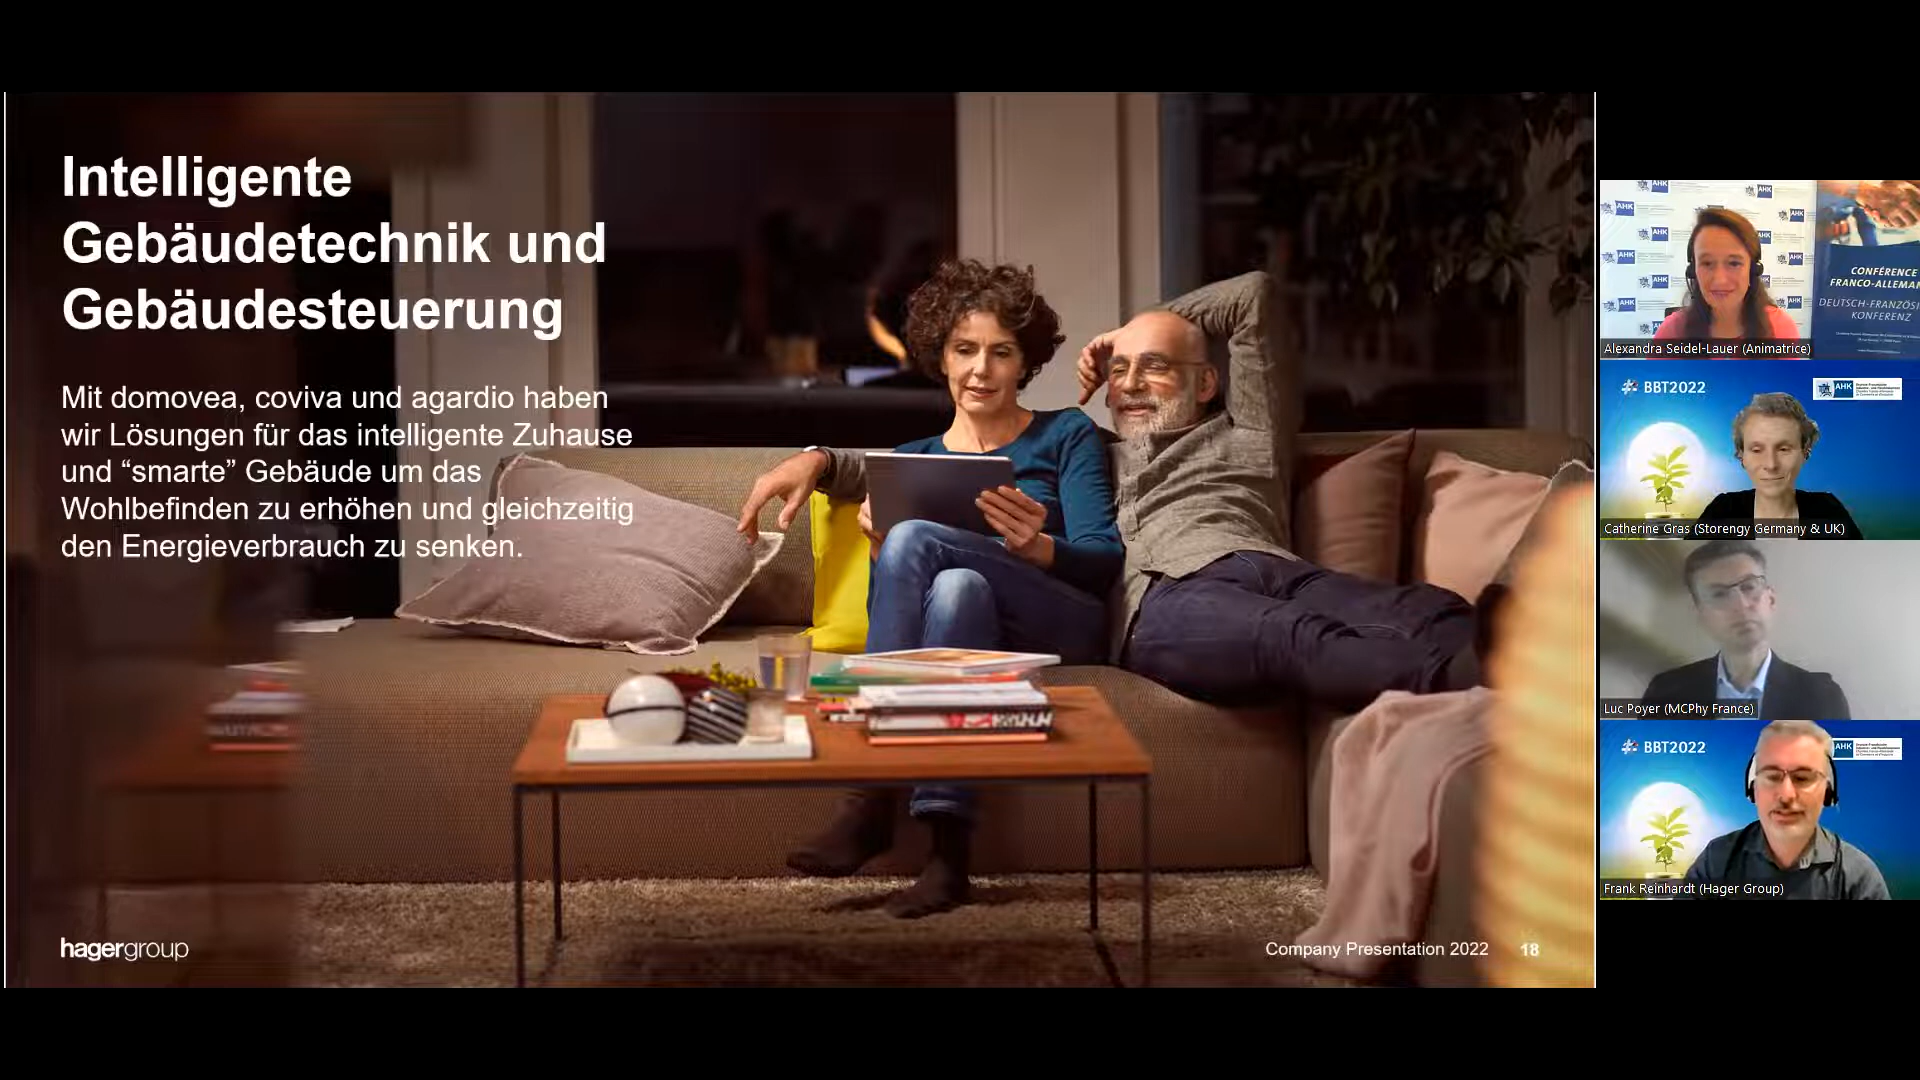 Intelligente
Gebäudetechnik und
Gebäudesteuerung
Mit domovea, coviva und agardio haben
wir Lösungen für das intelligente Zuhause
und “smarte” Gebäude um das
Wohlbefinden zu erhöhen und gleichzeitig
den Energieverbrauch zu senken.
hagergroup
Company Presentation 2022 18
AHK
CONFÉRENCE
FRANCO-ALLEMAN
DEUTSCH-FRANZÖSI
KONFERENZ
Alexandra Seidel-Lauer (Animatrice)
# BBT2022
AHK
Catherine Gras (Storengy Germany & UK)
Luc Poyer (MCPhy France)
# BBT2022
AHK
Frank Reinhardt (Hager Group)